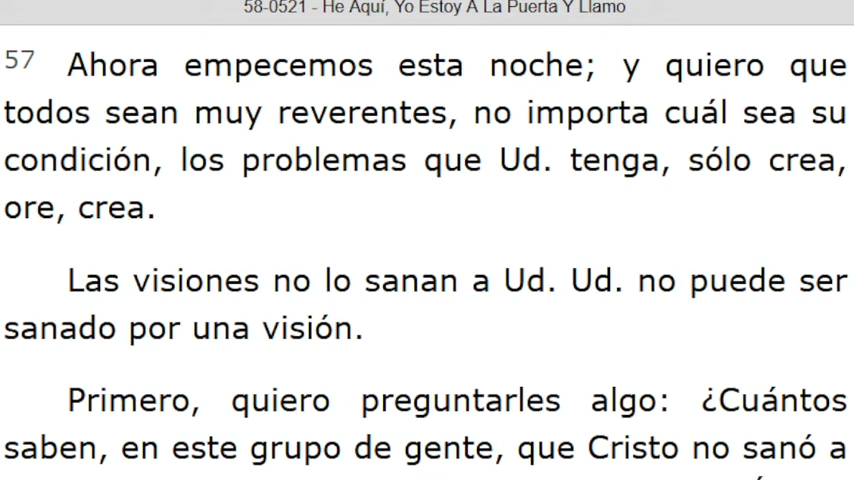 58-0521 - He Aquí, Yo Estoy A La Puerta Y Llamo
57 Ahora empecemos esta noche; y quiero que
todos sean muy reverentes, no importa cuál sea su
condición, los problemas que Ud. tenga, sólo crea,
ore, crea.
Las visiones no lo sanan a Ud. Ud. no puede ser
sanado por una visión.
Primero, quiero preguntarles algo: ¿Cuántos
saben, en este grupo de gente, que Cristo no sanó a